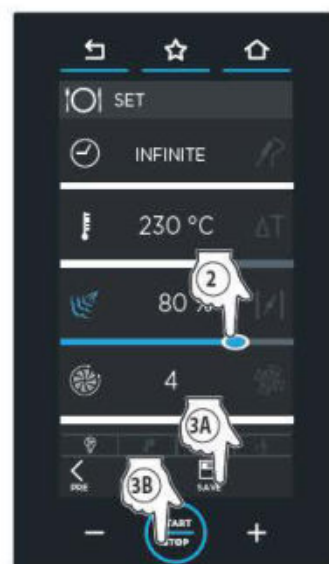 SET
INFINITE
230 °C ΔT
2
80 %
4
3A
PRE SAVE
3B
START
STOP